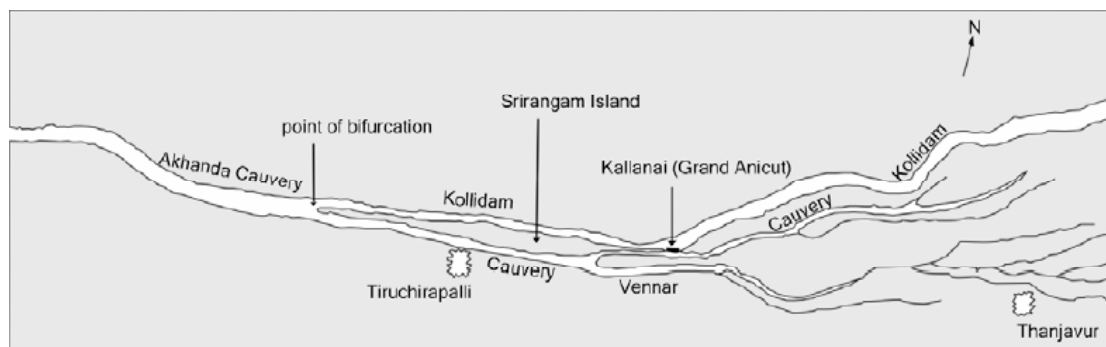 N
Srirangam Island
point of bifurcation
Kallanai (Grand Anicut)
Akhanda Cauvery
Kollidam
Kollidam
Cauvery
Cauvery
Tiruchirapalli
Vennar
Thanjavur